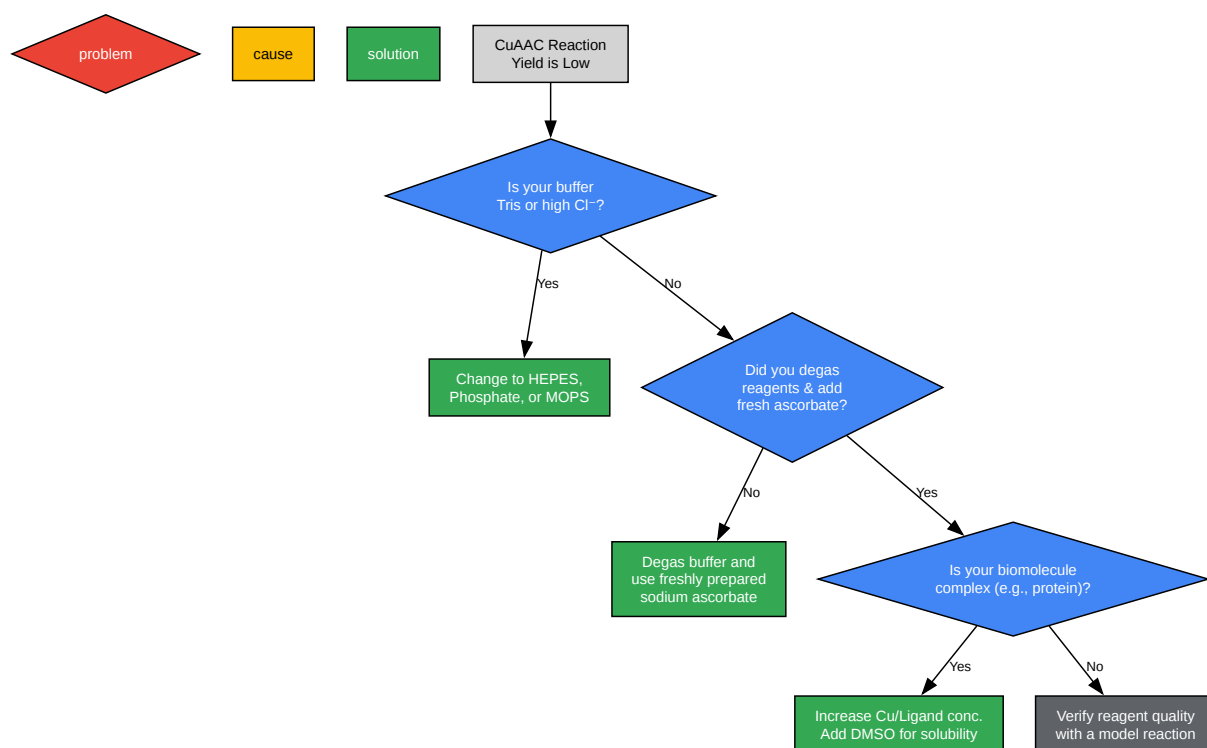 problem
cause
solution
CuAAC Reaction
Yield is Low
Is your buffer
Tris or high Cl⁻?
Yes
No
Change to HEPES,
Phosphate, or MOPS
Did you degas
reagents & add
fresh ascorbate?
No
Yes
Degas buffer and
use freshly prepared
sodium ascorbate
Is your biomolecule
complex (e.g., protein)?
Yes
No
Increase Cu/Ligand conc.
Add DMSO for solubility
Verify reagent quality
with a model reaction